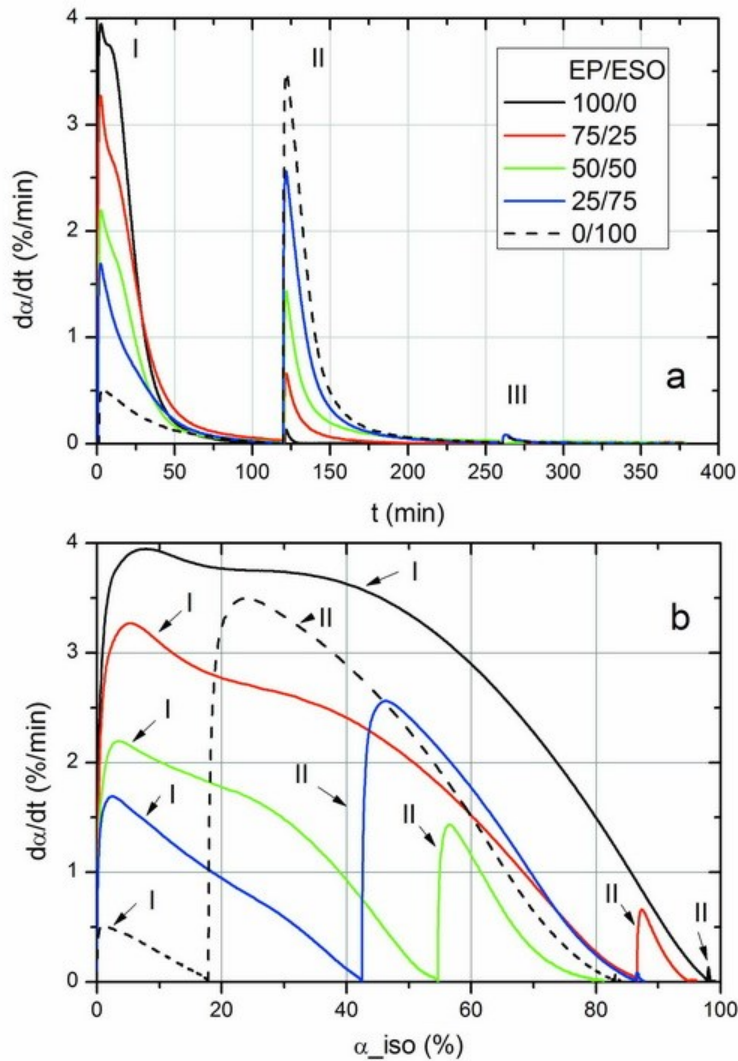 4
3
2
1
0
dα/dt (%/min)
I
II
III
EP/ESO
100/0
75/25
50/50
25/75
0/100
a
0 50 100 150 200 250 300 350 400
t (min)
4
3
2
1
0
dα/dt (%/min)
I
I
II
b
I
I
II
II
I
II
II
0 20 40 60 80 100
α_iso (%)